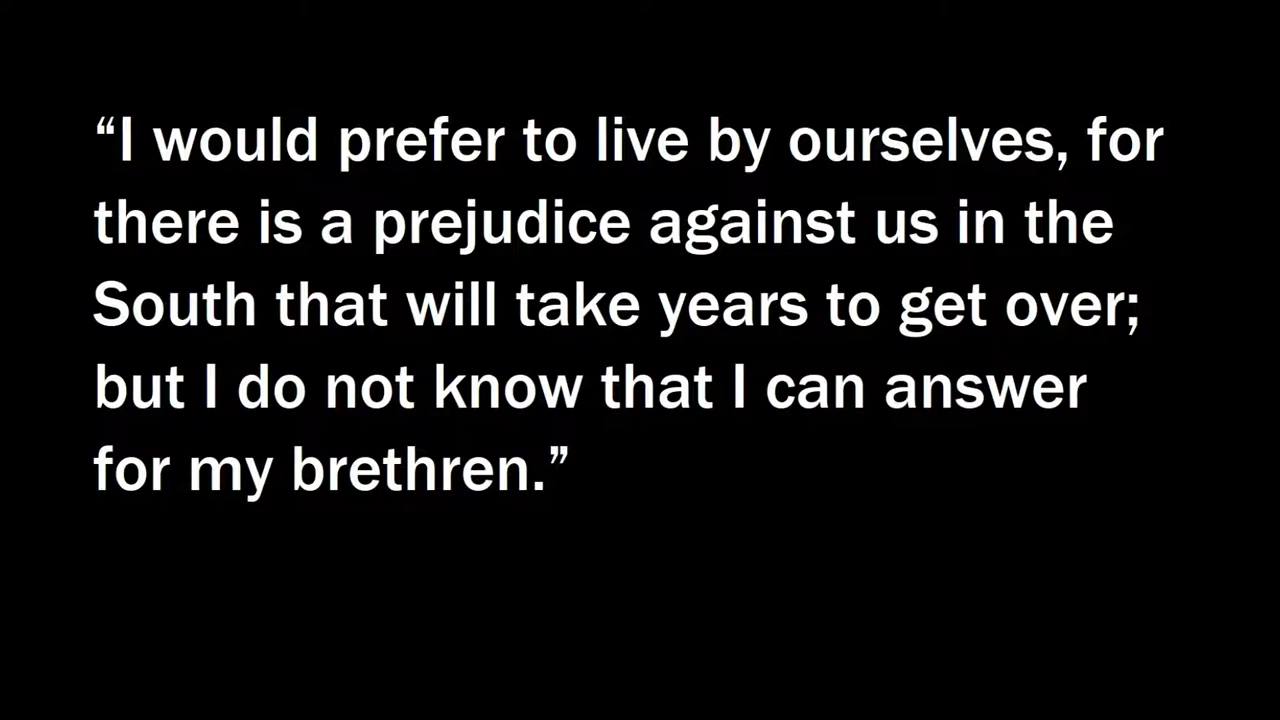 “I would prefer to live by ourselves, for
there is a prejudice against us in the
South that will take years to get over;
but I do not know that I can answer
for my brethren.”